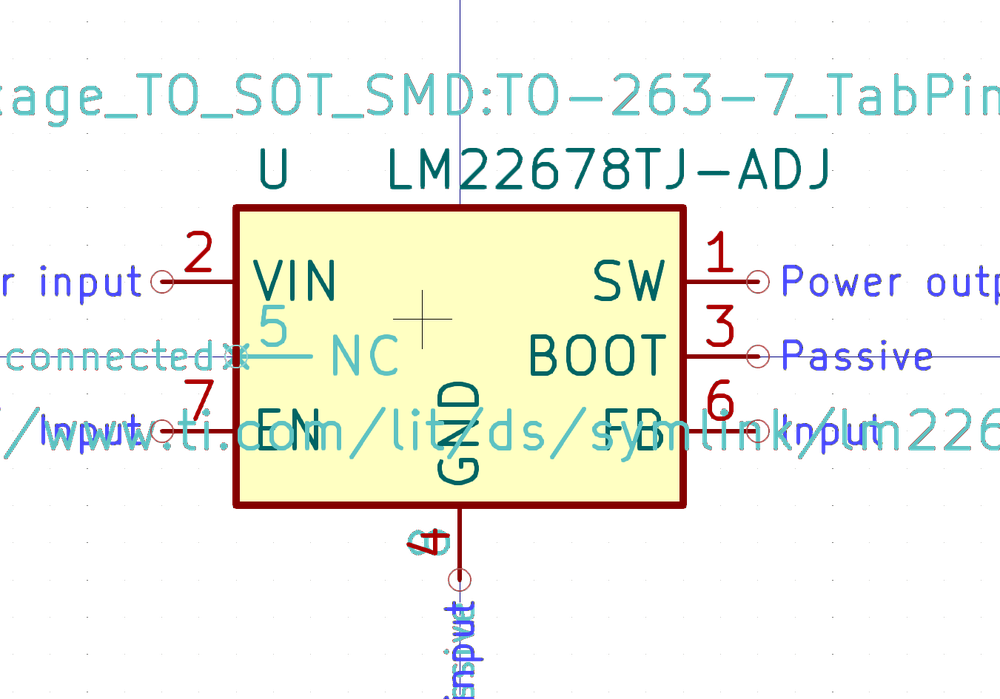 kage_TO_SOT_SMD:TO-263-7_TabPin
U LM22678TJ-ADJ
2 1
r input VIN SW Power outp
5 3
connected NC BOOT Passive
7 6
Input EN FB Input
//www.ti.com/lit/ds/symlink/lm226
GND
4
8
input